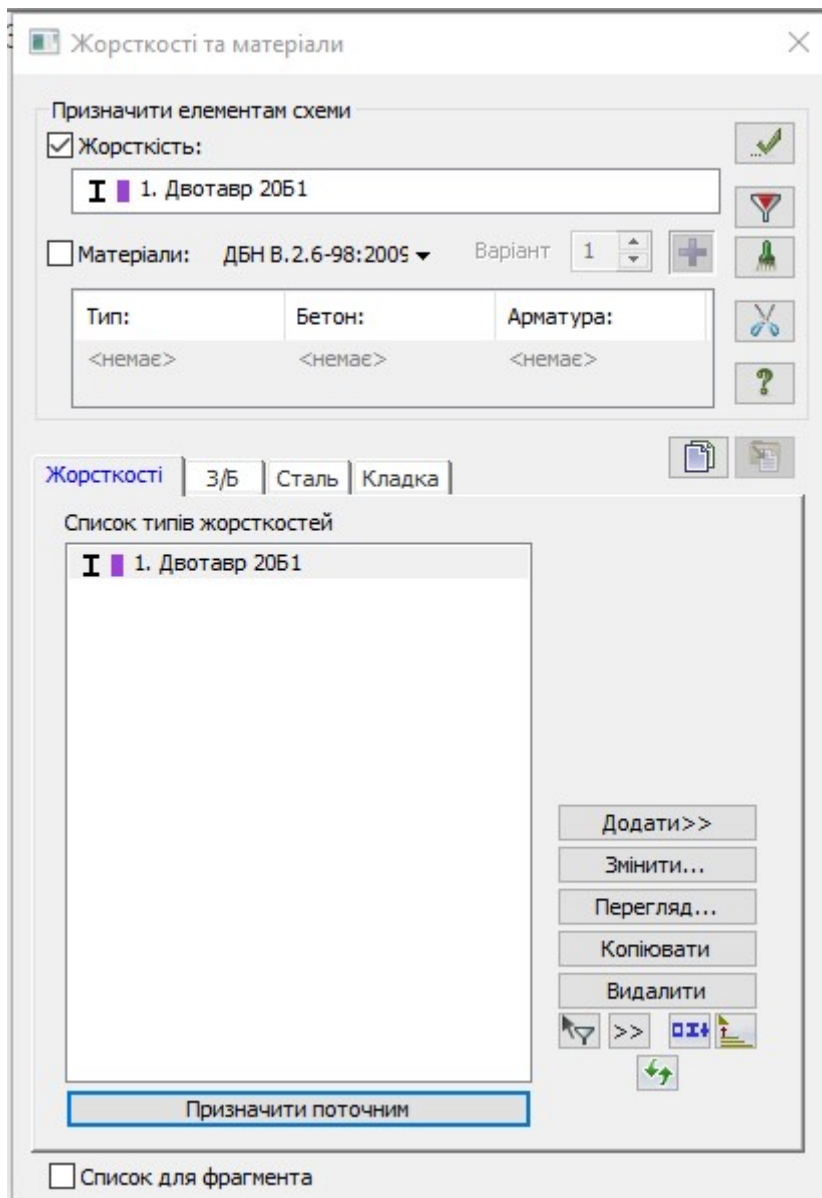 Жорсткості та матеріали
Призначити елементам схеми
Жорсткість:
1. Двотавр 20Б1
Матеріали: ДБН В.2.6-98:2009 Варіант 1
Тип: Бетон: Арматура:
<немає> <немає> <немає>
?
Жорсткості З/Б Сталь Кладка
Список типів жорсткостей
1. Двотавр 20Б1
Додати>>
Змінити...
Перегляд...
Копіювати
Видалити
>>
Призначити поточним
Список для фрагмента